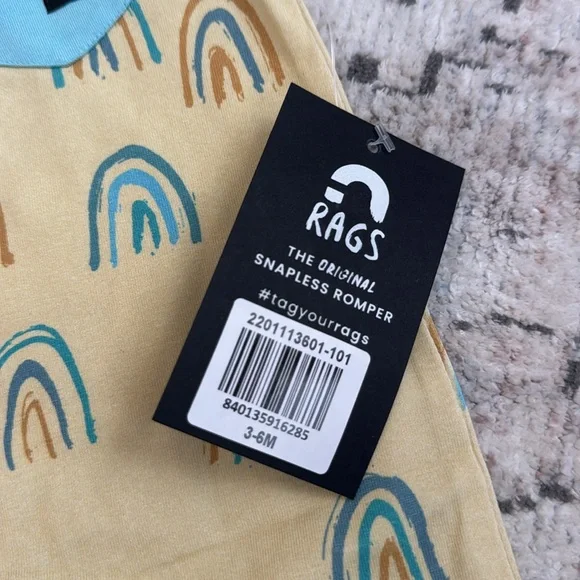 RAGS
THE ORIGINAL
SNAPLESS ROMPER
#tagyourrags
2201113601-101
840135916285
3-6M